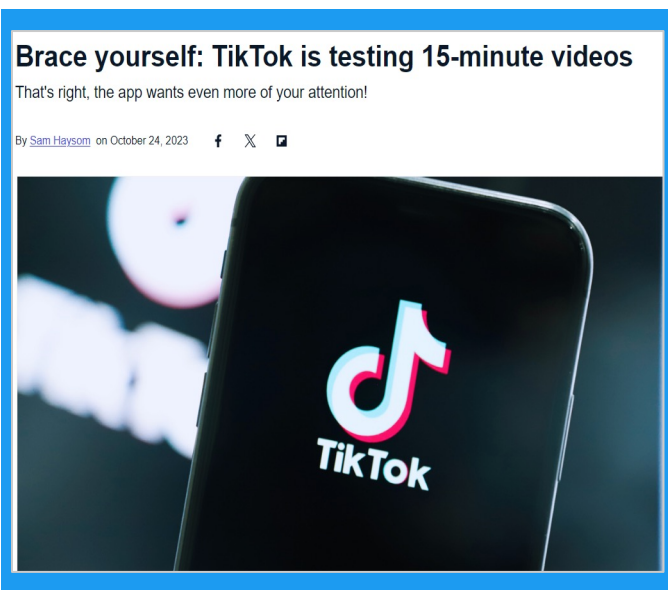 Brace yourself: TikTok is testing 15-minute videos
That's right, the app wants even more of your attention!
By Sam Haysom on October 24, 2023
TikTok